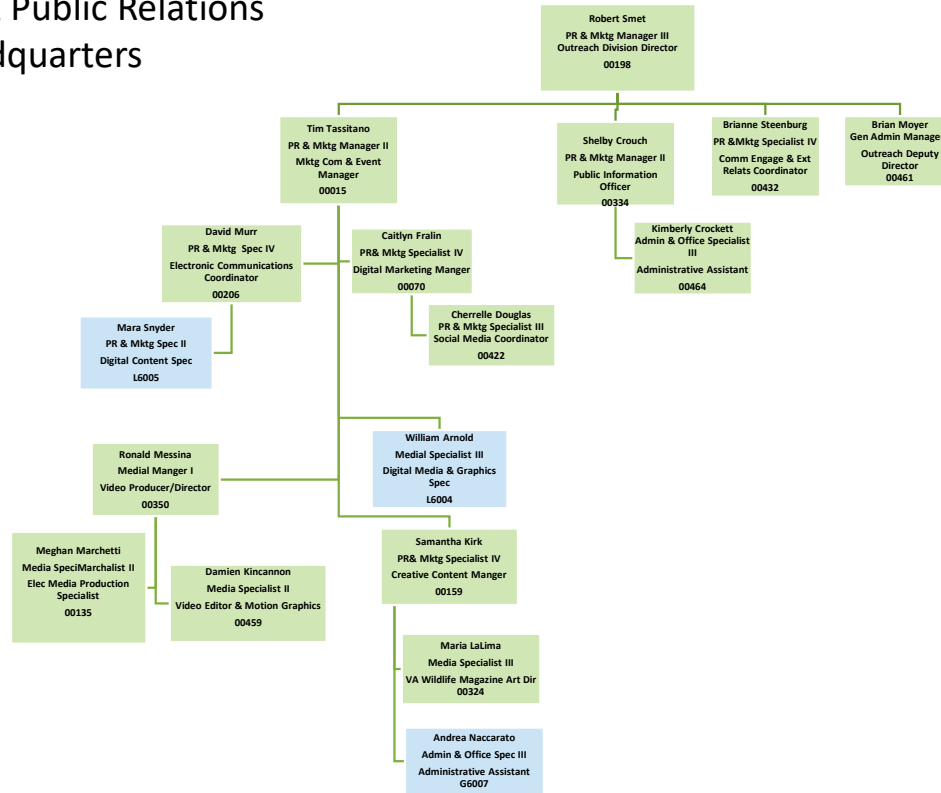 Public Relations
dquarters
Robert Smet
PR & Mktg Manager III
Outreach Division Director
00198
Tim Tassitano
PR & Mktg Manager II
Mktg Com & Event
Manager
00015
Shelby Crouch
PR & Mktg Manager II
Public Information
Officer
00334
Brianne Steenburg
PR &Mktg Specialist IV
Comm Engage & Ext
Relats Coordinator
00432
Brian Moyer
Gen Admin Manage
Outreach Deputy
Director
00461
David Murr
PR & Mktg Spec IV
Electronic Communications
Coordinator
00206
Caitlyn Fralin
PR& Mktg Specialist IV
Digital Marketing Manger
00070
Kimberly Crockett
Admin & Office Specialist
III
Administrative Assistant
00464
Mara Snyder
PR & Mktg Spec II
Digital Content Spec
L6005
Cherrelle Douglas
PR & Mktg Specialist III
Social Media Coordinator
00422
William Arnold
Medial Specialist III
Digital Media & Graphics
Spec
L6004
Ronald Messina
Medial Manger I
Video Producer/Director
00350
Meghan Marchetti
Media SpeciMarchalist II
Elec Media Production
Specialist
00135
Damien Kincannon
Media Specialist II
Video Editor & Motion Graphics
00459
Samantha Kirk
PR& Mktg Specialist IV
Creative Content Manger
00159
Maria LaLima
Media Specialist III
VA Wildlife Magazine Art Dir
00324
Andrea Naccarato
Admin & Office Spec III
Administrative Assistant
G6007